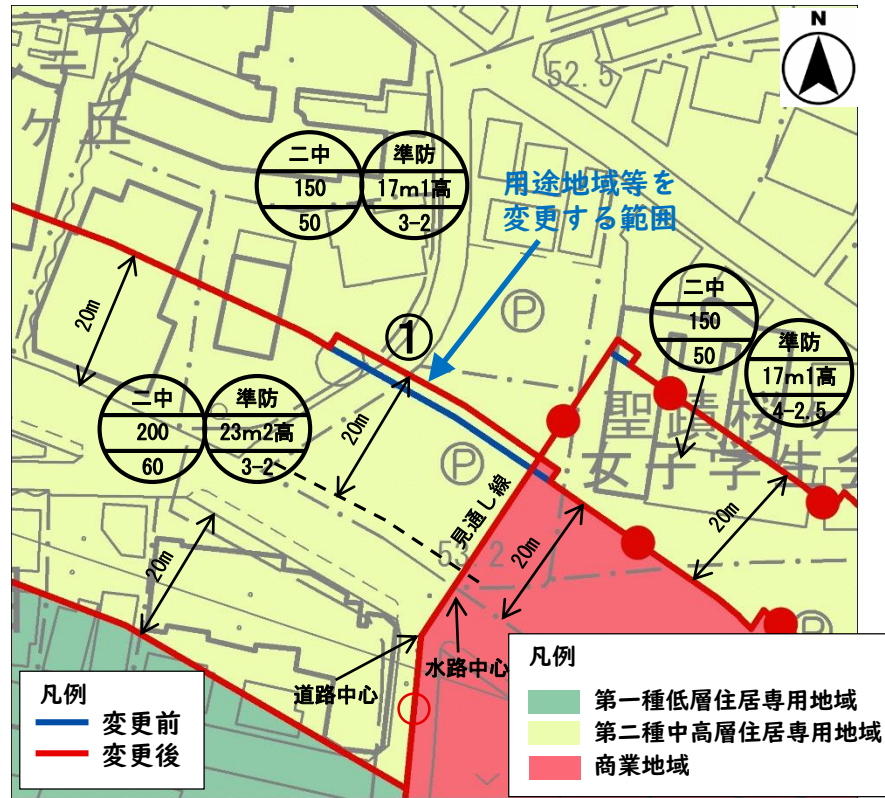 N
52.5
ケ丘
二中
150
50
準防
17m1高
3-2
用途地域等を
変更する範囲
20m
①
P
二中
150
50
準防
17m1高
4-2.5
聖蹟桜ケ
女子学生会
二中
200
60
準防
23m2高
3-2
20m
P
見通し線
53.2
20m
20m
20m
P
道路中心
水路中心
凡例
変更前
変更後
凡例
第一種低層住居専用地域
第二種中高層住居専用地域
商業地域